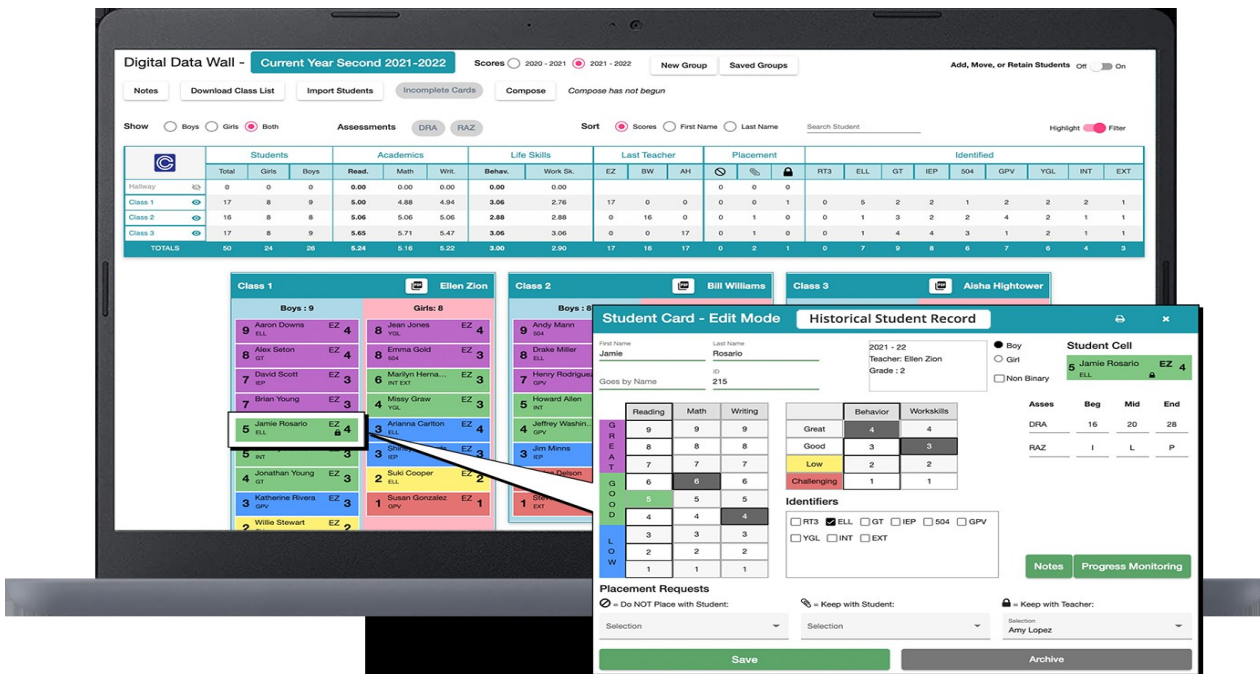 Digital Data Wall - Current Year Second 2021-2022 Scores 2020 - 2021 2021 - 2022 New Group Saved Groups Add, Move, or Retain Students Off On
Notes Download Class List Import Students Incomplete Cards Compose Compose has not begun
Show Boys Girls Both Assessments DRA RAZ Sort Scores First Name Last Name Search Student Highlight Filter
Students Academics Life Skills Last Teacher Placement Identified
Total Girls Boys Read. Math Writ. Behav. Work Sk. EZ BW AH RT3 ELL GT IEP 504 GPV YGL INT EXT
Hallway 0 0 0 0.00 0.00 0.00 0.00 0.00 0 0 0
Class 1 17 8 9 5.00 4.88 4.94 3.06 2.76 17 0 0 0 0 1 0 5 2 2 1 2 2 2 1
Class 2 16 8 8 5.06 5.06 5.06 2.88 2.88 0 16 0 0 1 0 0 1 3 2 2 4 2 1 1
Class 3 17 8 9 5.65 5.71 5.47 3.06 3.06 0 0 17 0 1 0 0 1 4 4 3 1 2 1 1
TOTALS 50 24 26 5.24 5.16 5.22 3.00 2.90 17 16 17 0 2 1 0 7 9 8 6 7 6 4 3
Class 1 Ellen Zion
Boys : 9 Girls: 8
9 Aaron Downs EZ 4
ELL
8 Alex Seton EZ 4
GT
7 David Scott EZ 3
IEP
7 Brian Young EZ 3
5 Jamie Rosario EZ 4
ELL
5 EZ 3
INT
4 Jonathan Young EZ 3
GT
3 Katherine Rivera EZ 3
GPV
2 Willie Stewart EZ 2
8 Jean Jones EZ 4
YGL
8 Emma Gold EZ 3
504
6 Marilyn Herna... EZ 3
INT EXT
4 Missy Graw EZ 3
YGL
3 Arianna Carlton EZ 4
ELL
3 EZ 3
IEP
2 Suki Cooper EZ 2
ELL
1 Susan Gonzalez EZ 1
GPV
Class 2 Bill Williams
Boys : 8
9 Andy Mann
504
8 Drake Miller
ELL
7 Henry Rodriguez
GPV
5 Howard Allen
INT
4 Jeffrey Washin..
GPV
3 Jim Minns
IEP
Delson
1
EXT
Class 3 Aisha Hightower
Student Card - Edit Mode Historical Student Record
First Name Last Name
Jamie Rosario
Goes by Name ID
215
2021 - 22
Teacher: Ellen Zion
Grade : 2
Boy
Girl
Non Binary
Student Cell
5 Jamie Rosario EZ 4
ELL
Reading Math Writing
GREAT
9 9 9
8 8 8
7 7 7
GOOD
6 6 6
5 5 5
4 4 4
LOW
3 3 3
2 2 2
1 1 1
Behavior Workskills
Great 4 4
Good 3 3
Low 2 2
Challenging 1 1
Asses Beg Mid End
DRA 16 20 28
RAZ I L P
Identifiers
RT3 ELL GT IEP 504 GPV
YGL INT EXT
Notes Progress Monitoring
Placement Requests
= Do NOT Place with Student: = Keep with Student: = Keep with Teacher:
Selection Selection Selection
Amy Lopez
Save Archive